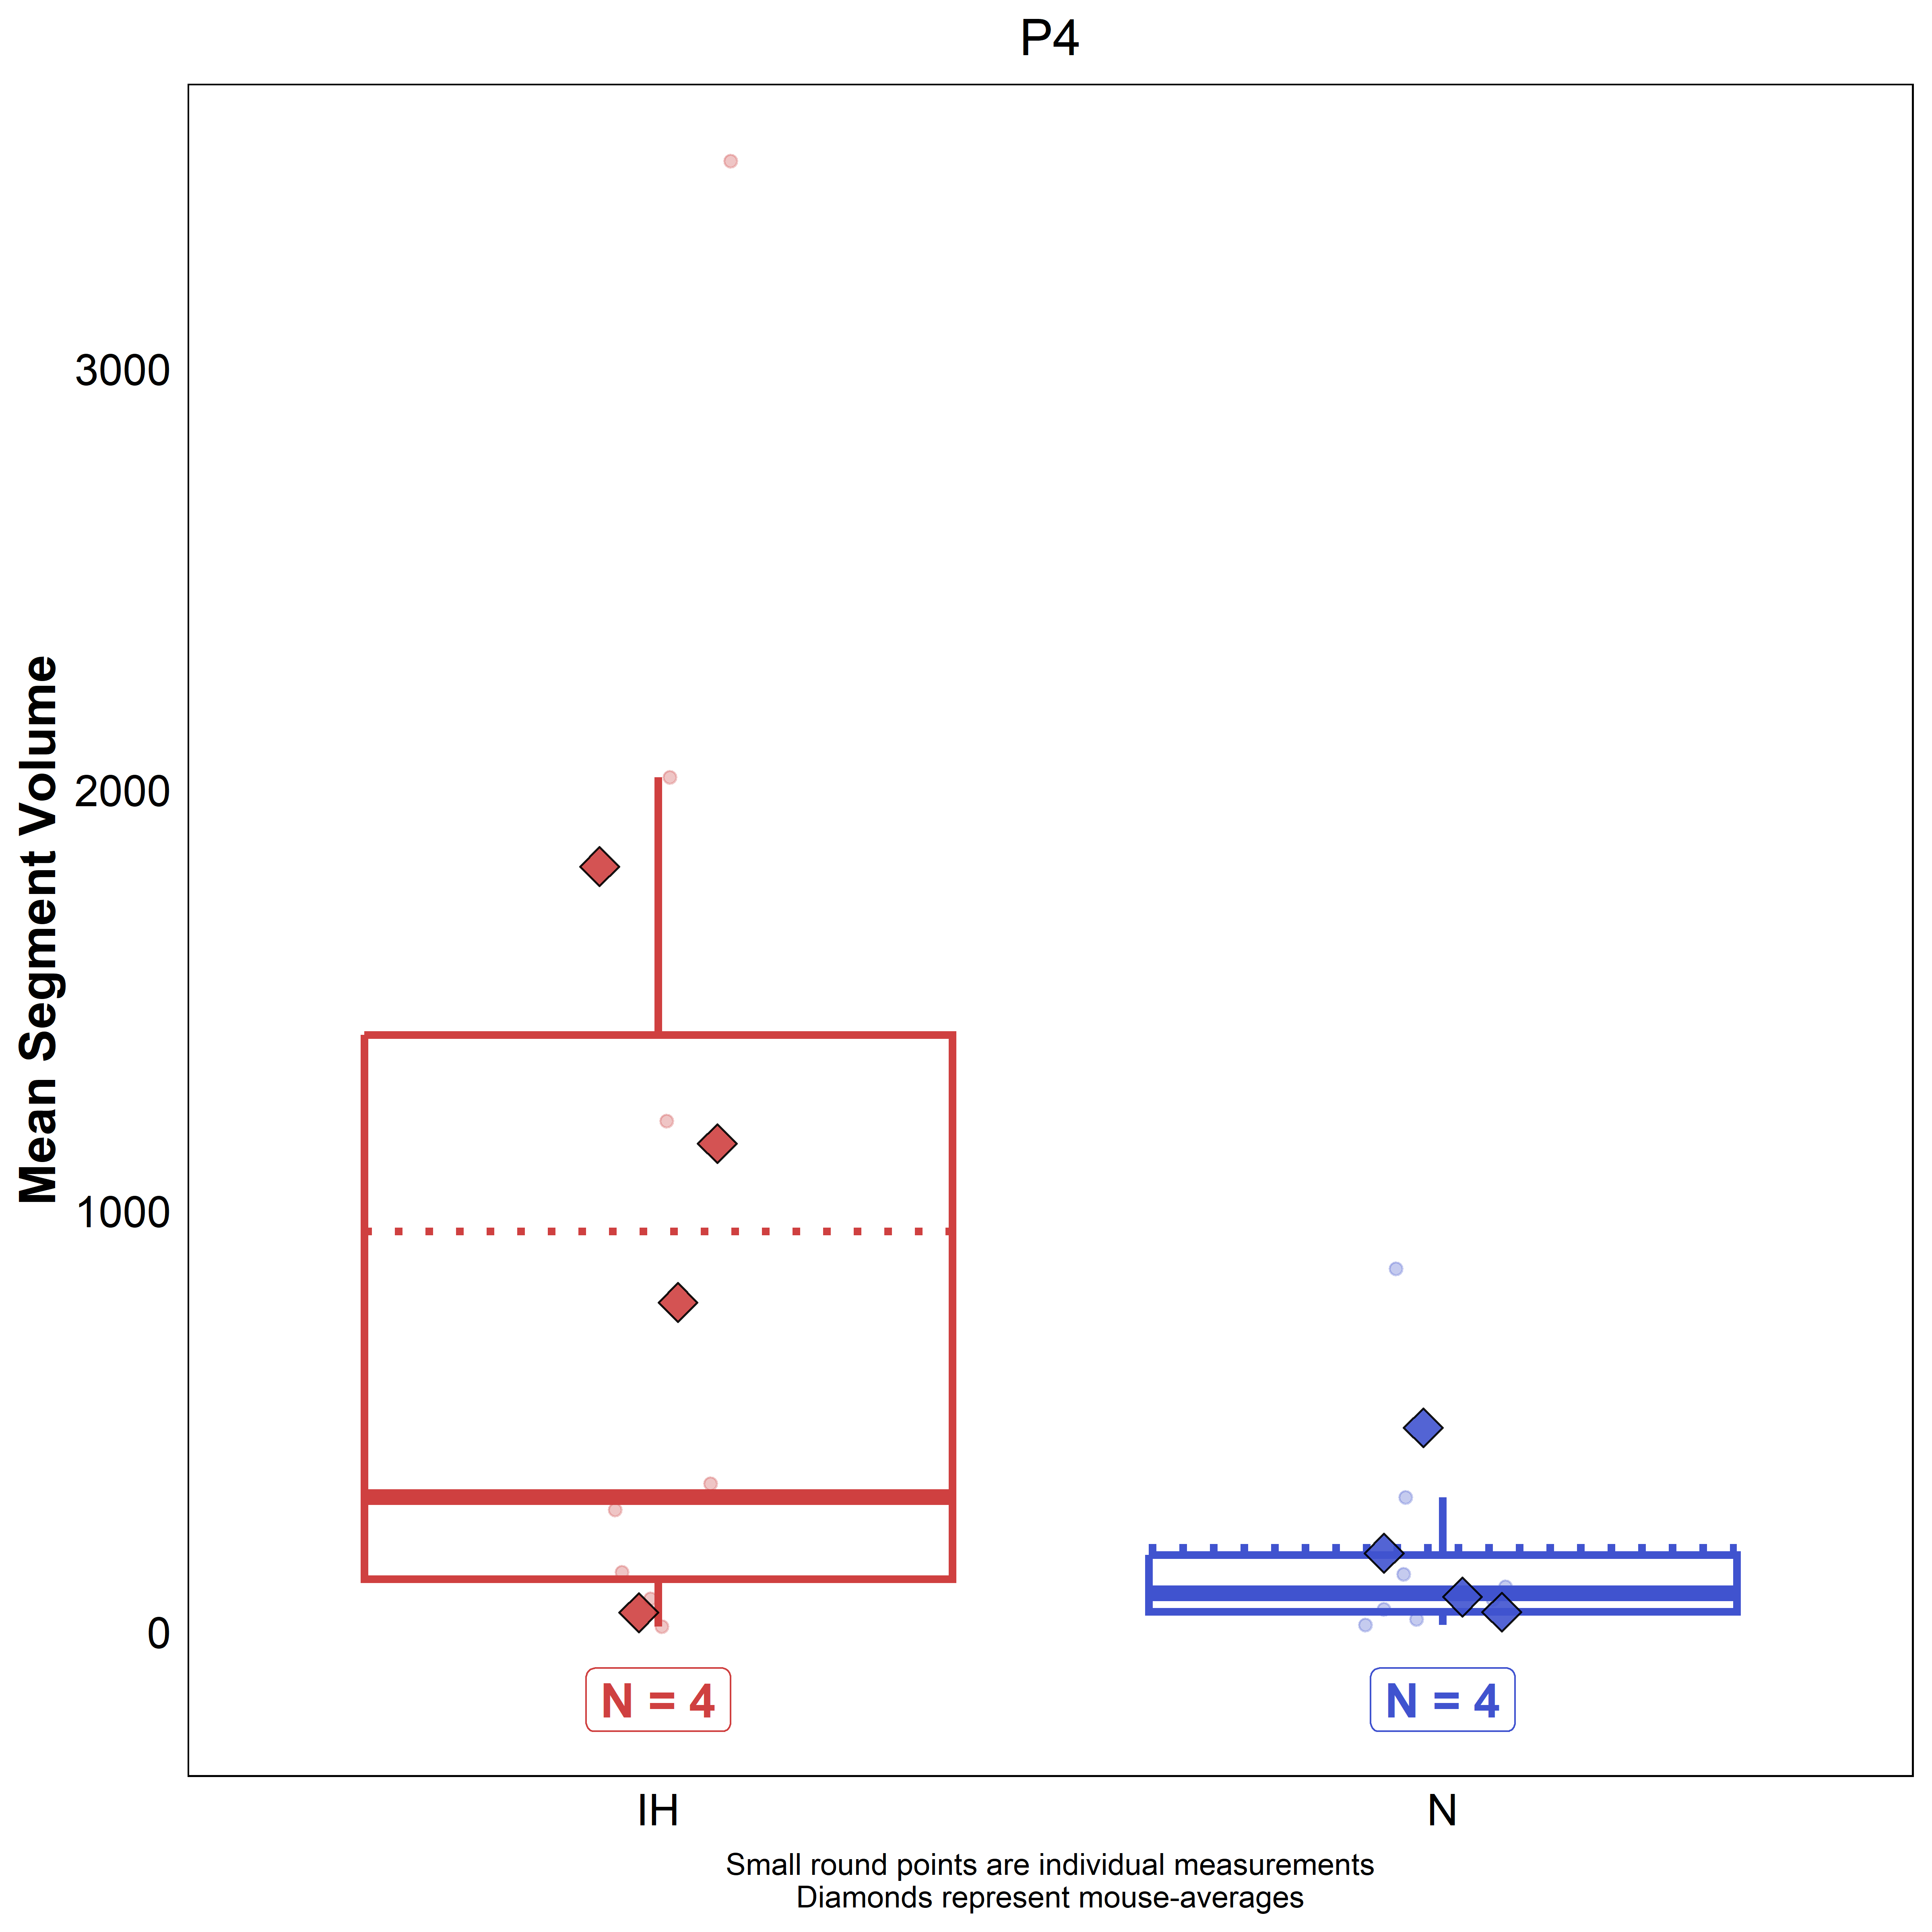 P4
Mean Segment Volume
3000
2000
1000
0
N = 4
N = 4
IH
N
Small round points are individual measurements
Diamonds represent mouse-averages